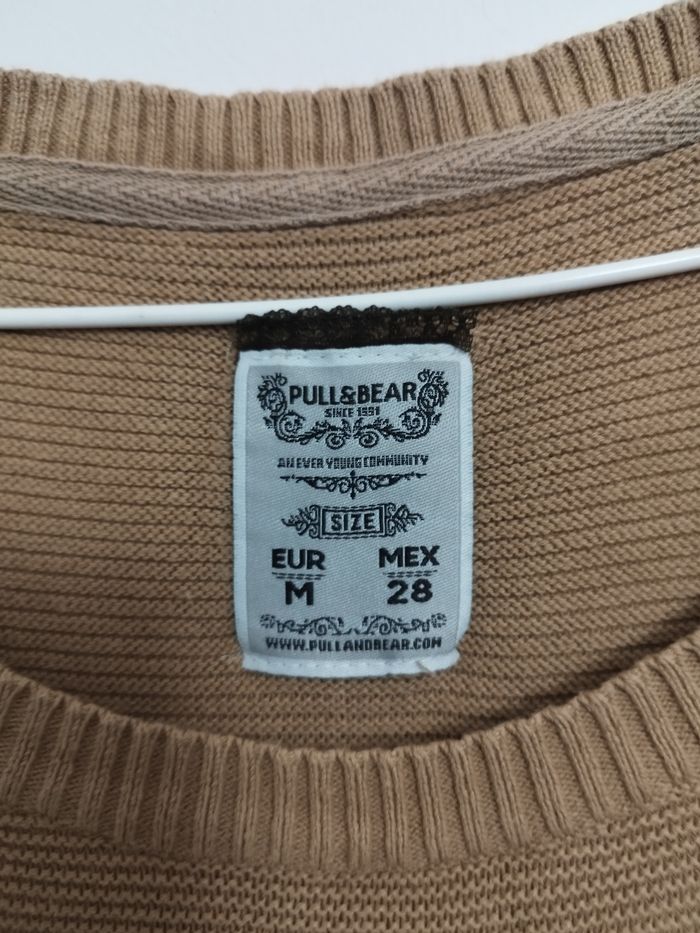 PULL&BEAR
SINCE 1991
AN EVER YOUNG COMMUNITY
SIZE
EUR MEX
M 28
WWW.PULLANDBEAR.COM